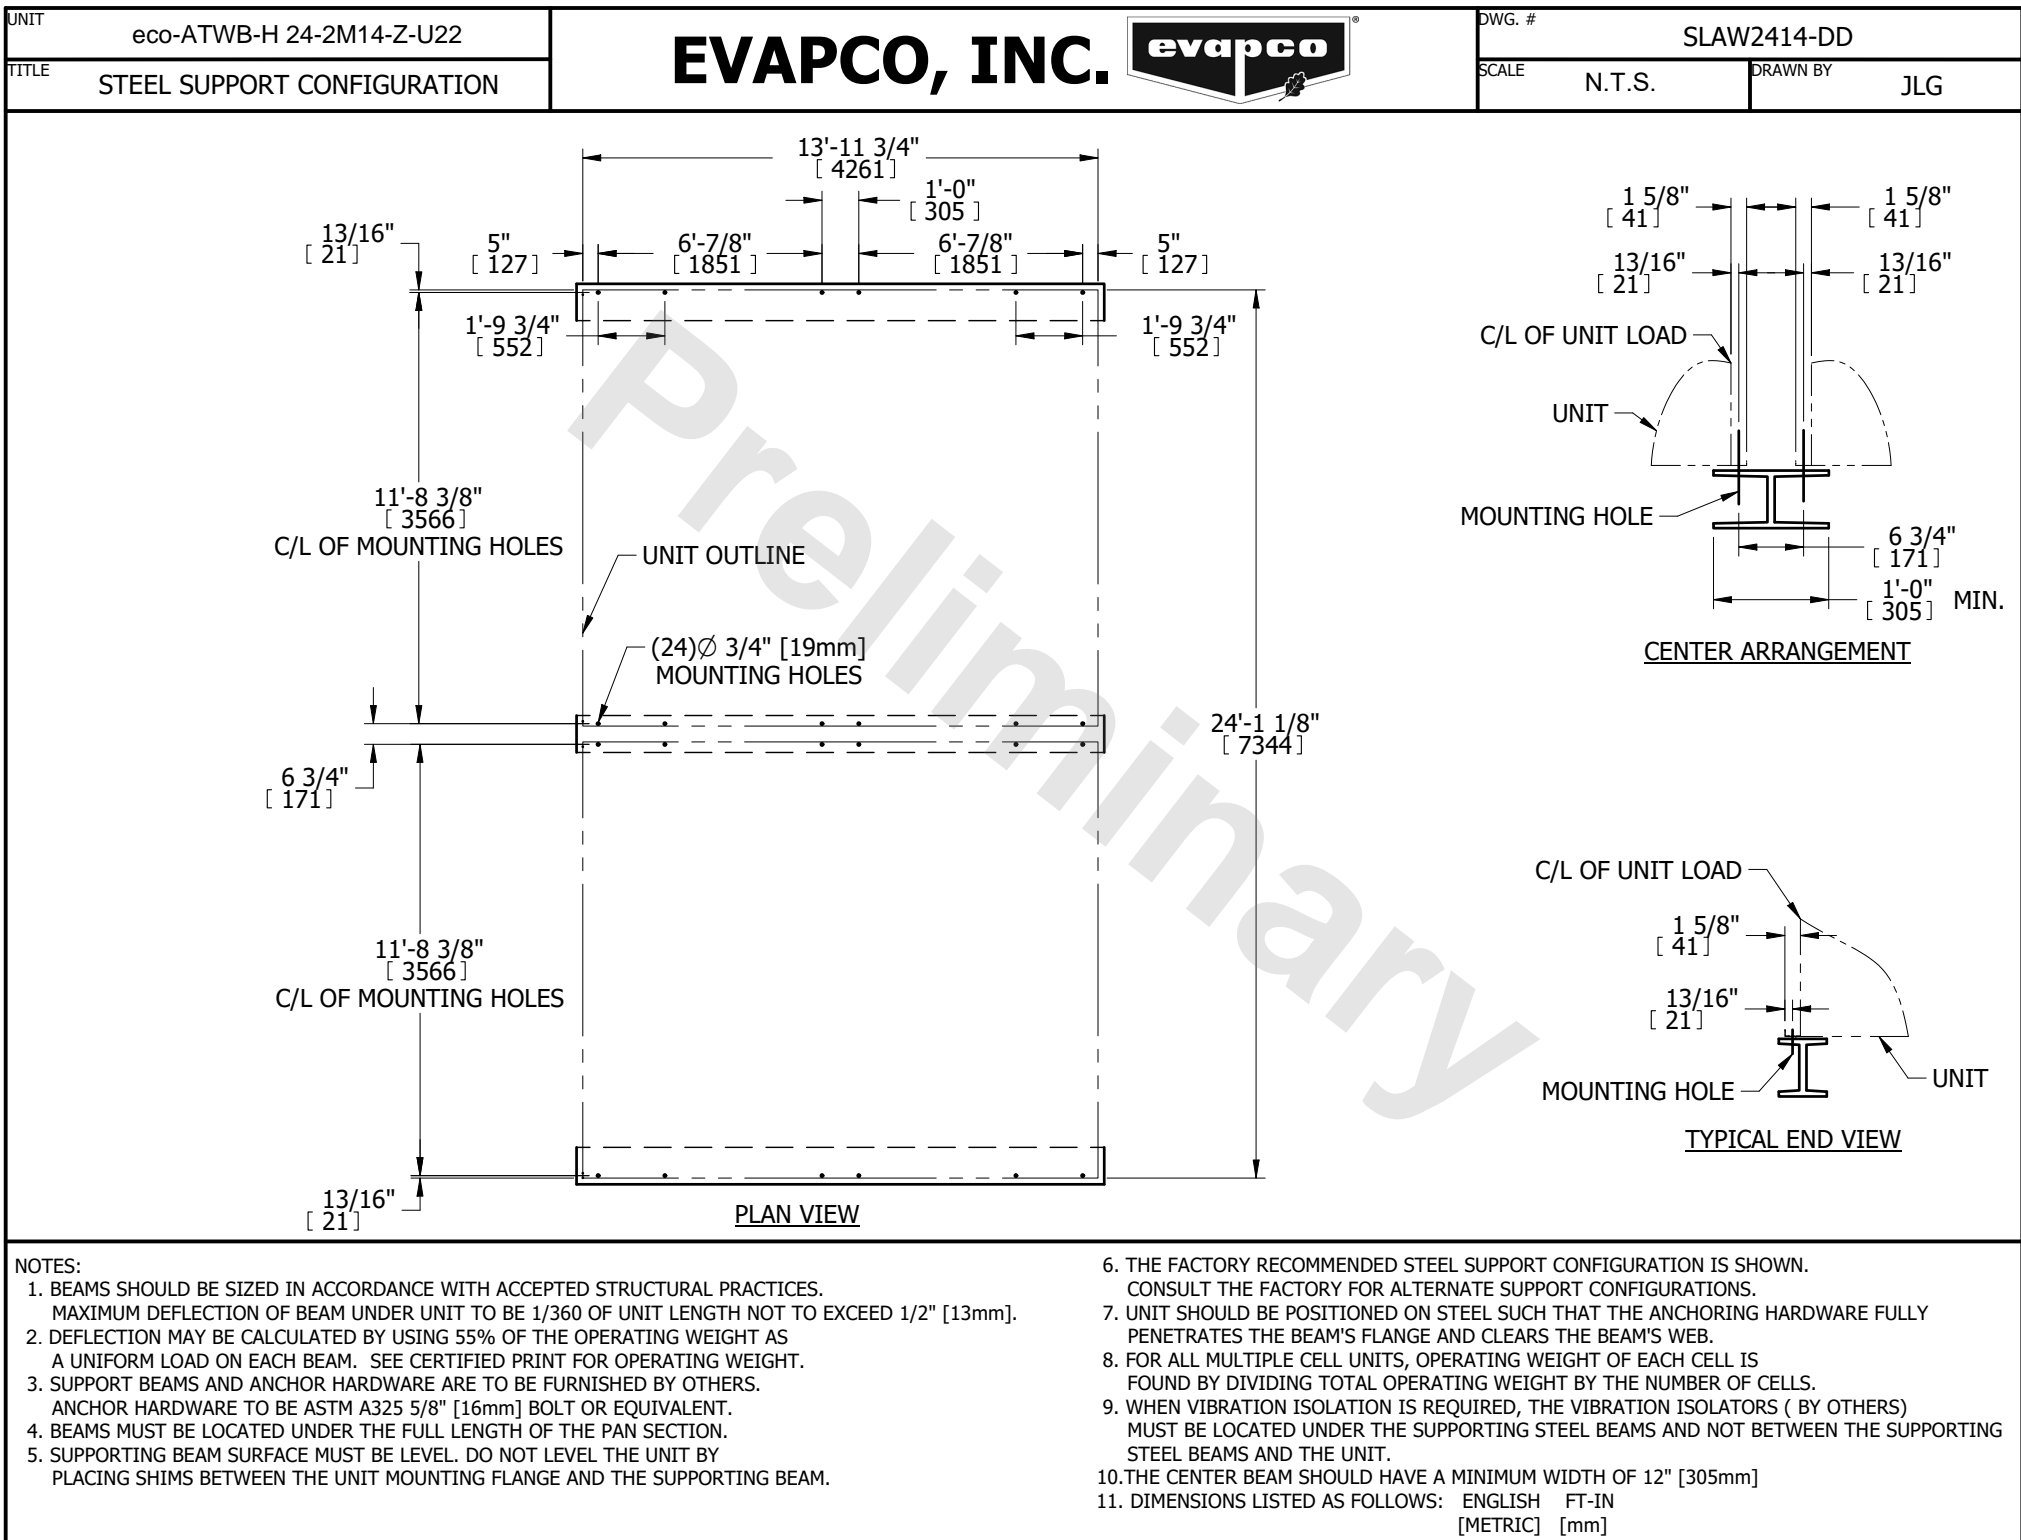 UNIT
eco-ATWB-H 24-2M14-Z-U22
TITLE
STEEL SUPPORT CONFIGURATION
EVAPCO, INC.
evapco
®
DWG. #
SLAW2414-DD
SCALE
N.T.S.
DRAWN BY
JLG
13'-11 3/4"
[ 4261 ]
1'-0"
[ 305 ]
13/16"
[ 21 ]
5"
[ 127 ]
6'-7/8"
[ 1851 ]
6'-7/8"
[ 1851 ]
5"
[ 127 ]
1'-9 3/4"
[ 552 ]
1'-9 3/4"
[ 552 ]
11'-8 3/8"
[ 3566 ]
C/L OF MOUNTING HOLES
UNIT OUTLINE
(24)∅ 3/4" [19mm]
MOUNTING HOLES
6 3/4"
[ 171 ]
24'-1 1/8"
[ 7344 ]
11'-8 3/8"
[ 3566 ]
C/L OF MOUNTING HOLES
13/16"
[ 21 ]
PLAN VIEW
Preliminary
1 5/8"
[ 41 ]
1 5/8"
[ 41 ]
13/16"
[ 21 ]
13/16"
[ 21 ]
C/L OF UNIT LOAD
UNIT
MOUNTING HOLE
6 3/4"
[ 171 ]
1'-0"
[ 305 ] MIN.
CENTER ARRANGEMENT
C/L OF UNIT LOAD
1 5/8"
[ 41 ]
13/16"
[ 21 ]
MOUNTING HOLE
UNIT
TYPICAL END VIEW
NOTES:
1. BEAMS SHOULD BE SIZED IN ACCORDANCE WITH ACCEPTED STRUCTURAL PRACTICES.
MAXIMUM DEFLECTION OF BEAM UNDER UNIT TO BE 1/360 OF UNIT LENGTH NOT TO EXCEED 1/2" [13mm].
2. DEFLECTION MAY BE CALCULATED BY USING 55% OF THE OPERATING WEIGHT AS
A UNIFORM LOAD ON EACH BEAM. SEE CERTIFIED PRINT FOR OPERATING WEIGHT.
3. SUPPORT BEAMS AND ANCHOR HARDWARE ARE TO BE FURNISHED BY OTHERS.
ANCHOR HARDWARE TO BE ASTM A325 5/8" [16mm] BOLT OR EQUIVALENT.
4. BEAMS MUST BE LOCATED UNDER THE FULL LENGTH OF THE PAN SECTION.
5. SUPPORTING BEAM SURFACE MUST BE LEVEL. DO NOT LEVEL THE UNIT BY
PLACING SHIMS BETWEEN THE UNIT MOUNTING FLANGE AND THE SUPPORTING BEAM.
6. THE FACTORY RECOMMENDED STEEL SUPPORT CONFIGURATION IS SHOWN.
CONSULT THE FACTORY FOR ALTERNATE SUPPORT CONFIGURATIONS.
7. UNIT SHOULD BE POSITIONED ON STEEL SUCH THAT THE ANCHORING HARDWARE FULLY
PENETRATES THE BEAM'S FLANGE AND CLEARS THE BEAM'S WEB.
8. FOR ALL MULTIPLE CELL UNITS, OPERATING WEIGHT OF EACH CELL IS
FOUND BY DIVIDING TOTAL OPERATING WEIGHT BY THE NUMBER OF CELLS.
9. WHEN VIBRATION ISOLATION IS REQUIRED, THE VIBRATION ISOLATORS ( BY OTHERS)
MUST BE LOCATED UNDER THE SUPPORTING STEEL BEAMS AND NOT BETWEEN THE SUPPORTING
STEEL BEAMS AND THE UNIT.
10.THE CENTER BEAM SHOULD HAVE A MINIMUM WIDTH OF 12" [305mm]
11. DIMENSIONS LISTED AS FOLLOWS: ENGLISH FT-IN
[METRIC] [mm]